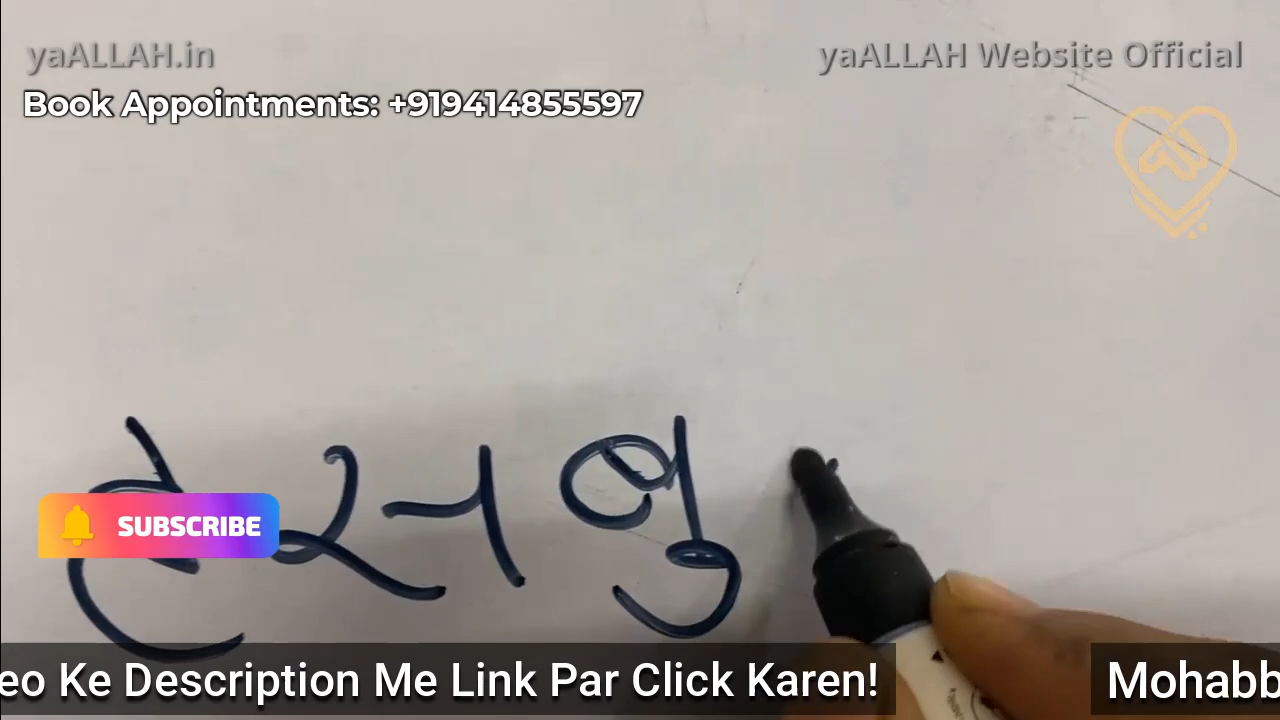 yaALLAH.in
yaALLAH Website Official
Book Appointments: +919414855597
SUBSCRIBE
eo Ke Description Me Link Par Click Karen!
Mohabb